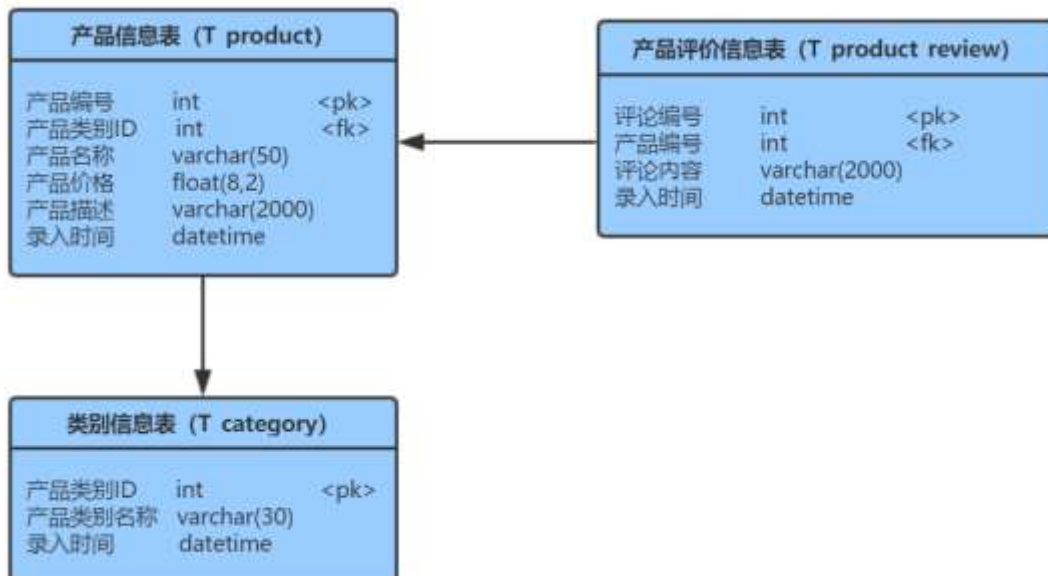 产品信息表（T product）
产品编号 int <pk>
产品类别ID int <fk>
产品名称 varchar(50)
产品价格 float(8,2)
产品描述 varchar(2000)
录入时间 datetime
产品评价信息表（T product review）
评论编号 int <pk>
产品编号 int <fk>
评论内容 varchar(2000)
录入时间 datetime
类别信息表（T category）
产品类别ID int <pk>
产品类别名称 varchar(30)
录入时间 datetime